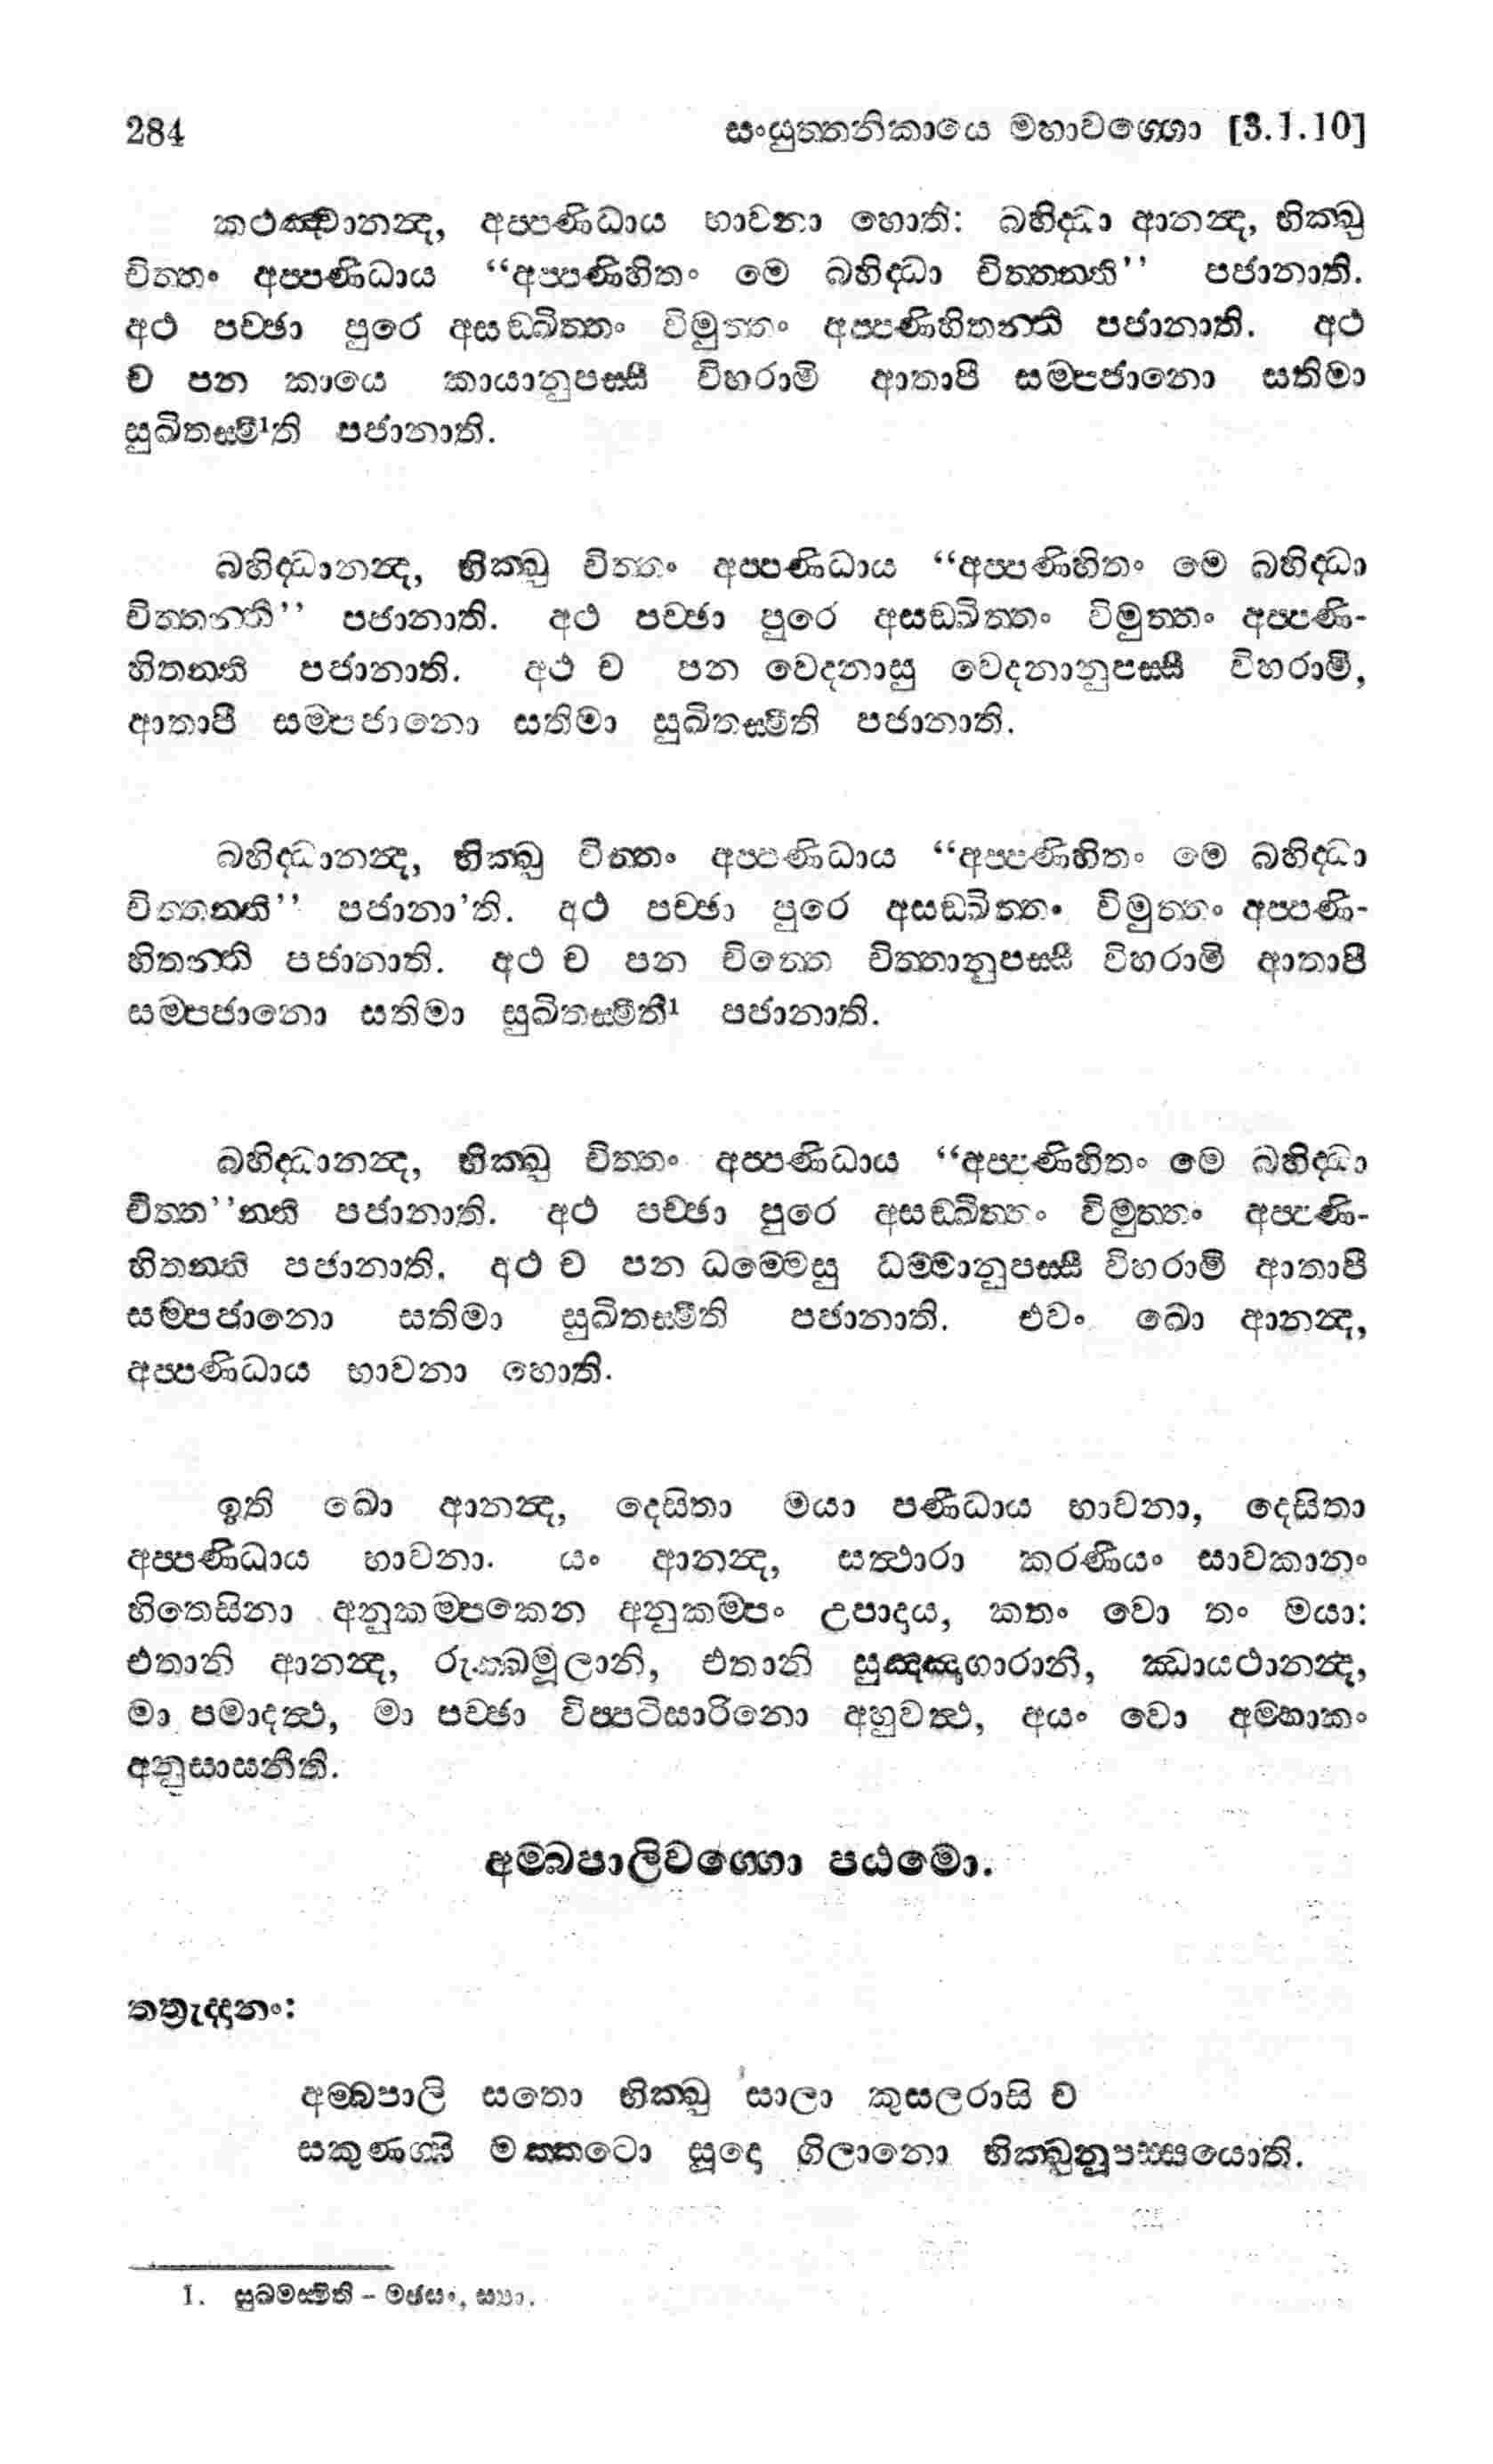 284 සංයුත්තනිකායෙ මහාවග්ගො [3.1.10]
කථඤ්චානන්ද, අප්පණිධාය භාවනා හොති: බහිද්ධා ආනන්ද, භික්ඛු
චිත්තං අප්පණිධාය “අප්පණිහිතං මෙ බහිද්ධා චිත්තන්ති” පජානාති.
අථ පච්ඡා පුරෙ අසඞ්ඛිත්තං විමුත්තං අප්පණිහිතන්ති පජානාති. අථ
ච පන කායෙ කායානුපස්සී විහරාමි ආතාපී සම්පජානො සතිමා
සුඛිතස්මී¹ති පජානාති.
බහිද්ධානන්ද, භික්ඛු චිත්තං අප්පණිධාය “අප්පණිහිතං මෙ බහිද්ධා
චිත්තන්ති” පජානාති. අථ පච්ඡා පුරෙ අසඞ්ඛිත්තං විමුත්තං අප්පණි-
හිතන්ති පජානාති. අථ ච පන වෙදනාසු වෙදනානුපස්සී විහරාමි,
ආතාපී සම්පජානො සතිමා සුඛිතස්මීති පජානාති.
බහිද්ධානන්ද, භික්ඛු චිත්තං අප්පණිධාය “අප්පණිහිතං මෙ බහිද්ධා
චිත්තන්ති” පජානා’ති. අථ පච්ඡා පුරෙ අසඞ්ඛිත්තං විමුත්තං අප්පණි-
හිතන්ති පජානාති. අථ ච පන චිත්තෙ චිත්තානුපස්සී විහරාමි ආතාපී
සම්පජානො සතිමා සුඛිතස්මීතී¹ පජානාති.
බහිද්ධානන්ද, භික්ඛු චිත්තං අප්පණිධාය “අප්පණිහිතං මෙ බහිද්ධා
චිත්ත”න්ති පජානාති. අථ පච්ඡා පුරෙ අසඞ්ඛිත්තං විමුත්තං අප්පණි-
හිතන්ති පජානාති. අථ ච පන ධම්මෙසු ධම්මානුපස්සී විහරාමි ආතාපී
සම්පජානො සතිමා සුඛිතස්මීති පජානාති. එවං ඛො ආනන්ද,
අප්පණිධාය භාවනා හොති.
ඉති ඛො ආනන්ද, දෙසිතා මයා පණිධාය භාවනා, දෙසිතා
අප්පණිධාය භාවනා. යං ආනන්ද, සත්ථාරා කරණීයං සාවකානං
හිතෙසිනා අනුකම්පකෙන අනුකම්පං උපාදාය, කතං වො තං මයා:
එතානි ආනන්ද, රුක්ඛමූලානි, එතානි සුඤ්ඤාගාරානි, ඣායථානන්ද,
මා පමාදත්ථ, මා පච්ඡා විප්පටිසාරිනො අහුවත්ථ, අයං වො අම්හාකං
අනුසාසනීති.
අම්බපාලිවග්ගො පඨමො.
තත්‍රැද්දානං:
අම්බපාලි සතො භික්ඛු සාලා කුසලරාසි ච
සකුණග්ඝි මක්කටො සූදො ගිලානො භික්ඛුනූපස්සයොති.
1. සුඛමස්මීති – මජසං, ස්‍යා.